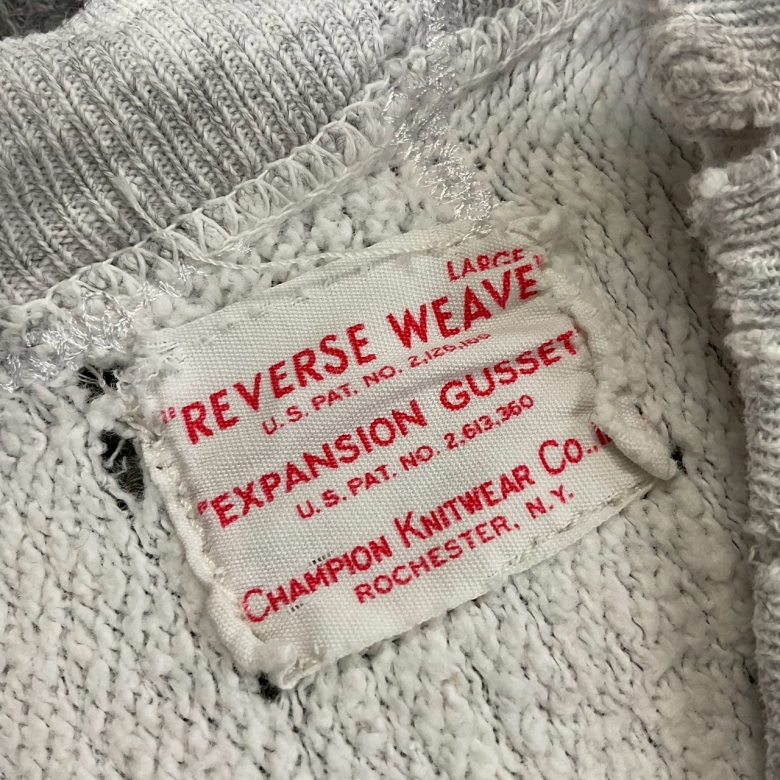 LARGE
"REVERSE WEAVE"
U.S. PAT. NO.
"EXPANSION GUSSET"
U.S. PAT. NO. 2,613,360
CHAMPION KNITWEAR CO.,
ROCHESTER, N.Y.